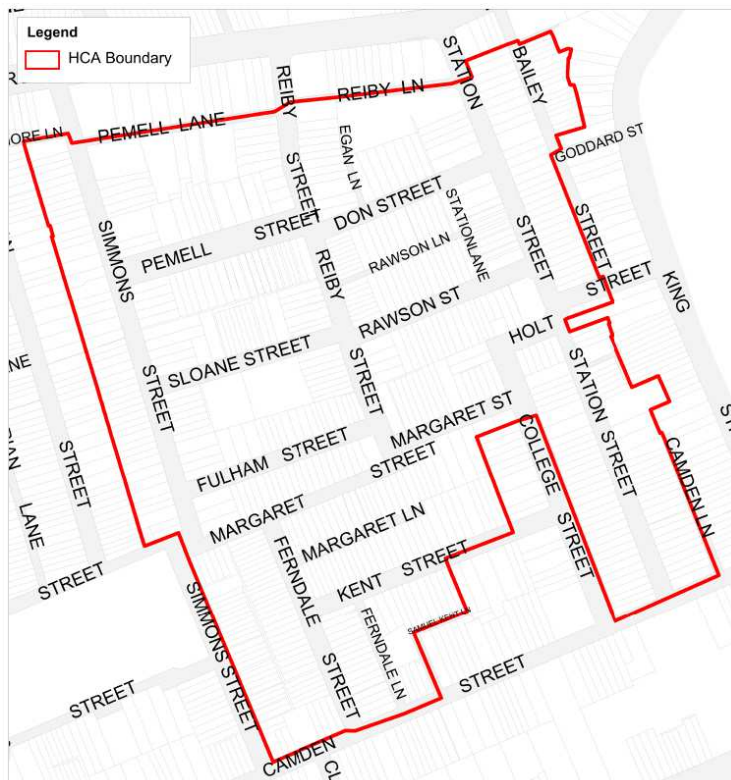 Legend
HCA Boundary
STATION
BAILEY
REIBY
REIBY LN
PEMELL LANE
GODDARD ST
EGAN LN
STREET
STREET
DON STREET
STATIONLANE
STREET
SIMMONS
STREET
PEMELL
RAWSON LN
REIBY
STREET
KING
RAWSON ST
HOLT
SLOANE STREET
STREET
STATION STREET
STREET
MARGARET ST
COLLEGE
CAMDEN LN
FULHAM STREET
STREET
STREET
LANE
MARGARET
MARGARET LN
STREET
FERNDALE
STREET
KENT
STREET
SIMMONS STREET
FERNDALE LN
SAMUEL KENT LN
STREET
STREET
STREET
CAMDEN